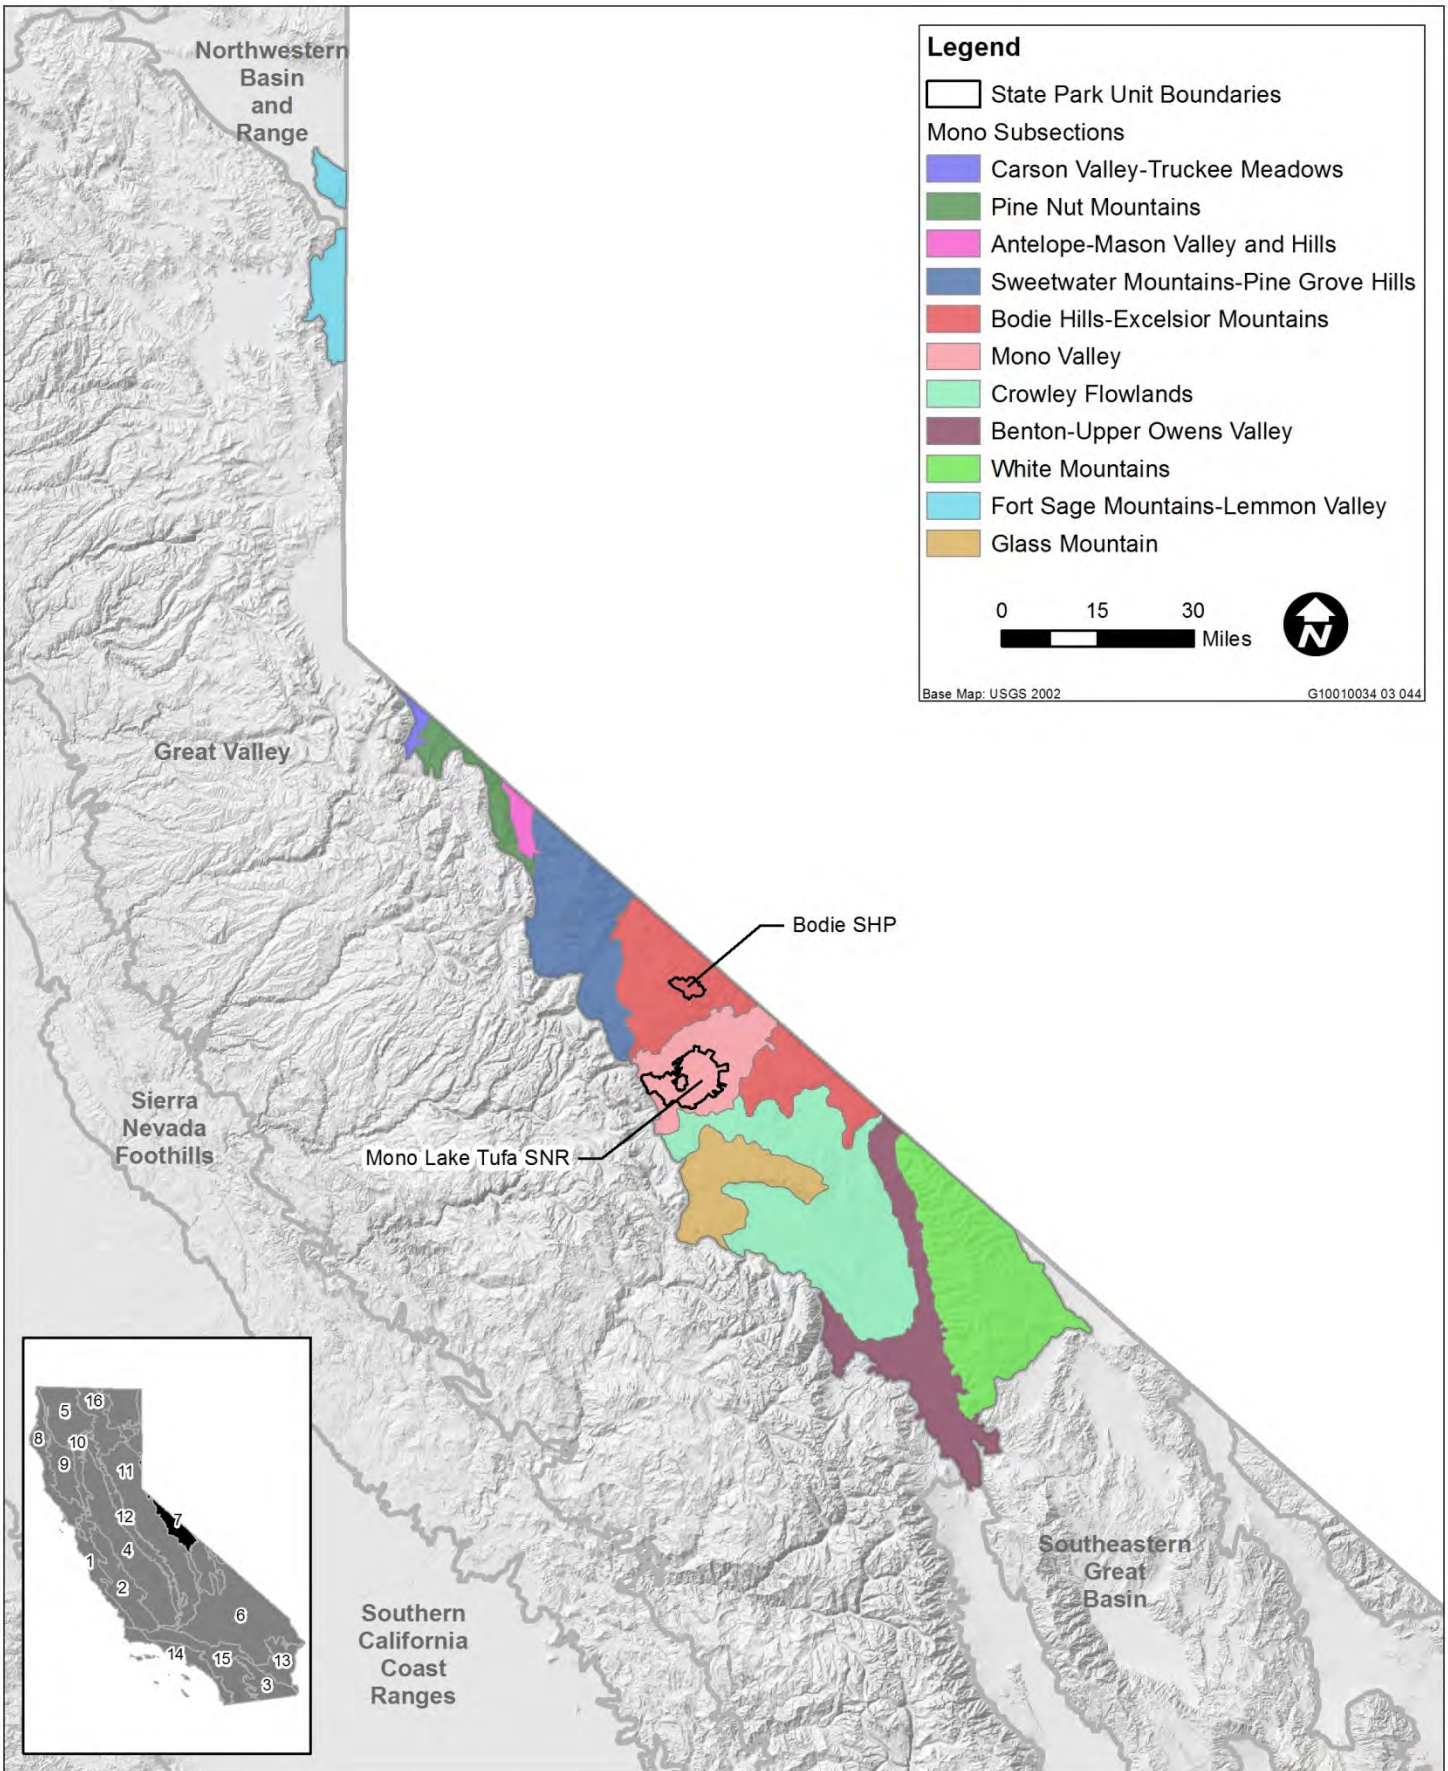 Northwestern
Basin
and
Range
Legend
State Park Unit Boundaries
Mono Subsections
Carson Valley-Truckee Meadows
Pine Nut Mountains
Antelope-Mason Valley and Hills
Sweetwater Mountains-Pine Grove Hills
Bodie Hills-Excelsior Mountains
Mono Valley
Crowley Flowlands
Benton-Upper Owens Valley
White Mountains
Fort Sage Mountains-Lemmon Valley
Glass Mountain
0 15 30
Miles
N
Base Map: USGS 2002
G10010034 03 044
Great Valley
Bodie SHP
Sierra
Nevada
Foothills
Mono Lake Tufa SNR
Southeastern
Great
Basin
Southern
California
Coast
Ranges
16
5
8
10
9
11
12
7
4
1
2
6
14
15
13
3